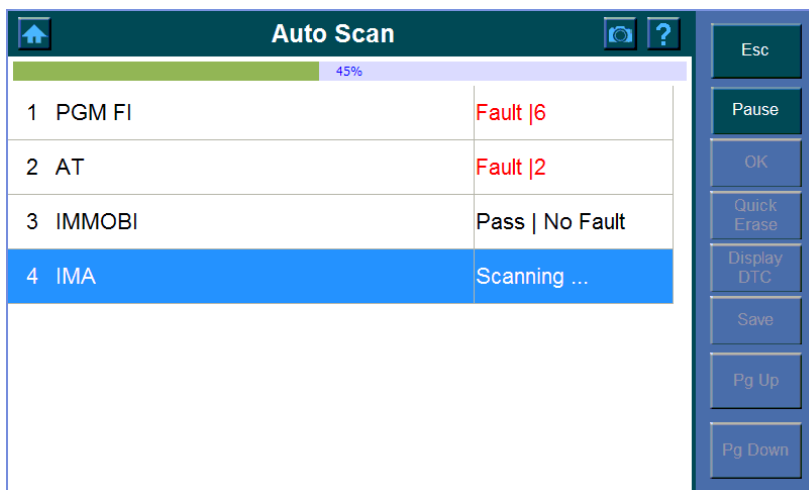 Auto Scan
?
45%
1 PGM FI Fault |6
2 AT Fault |2
3 IMMOBI Pass | No Fault
4 IMA Scanning ...
Esc
Pause
OK
Quick
Erase
Display
DTC
Save
Pg Up
Pg Down